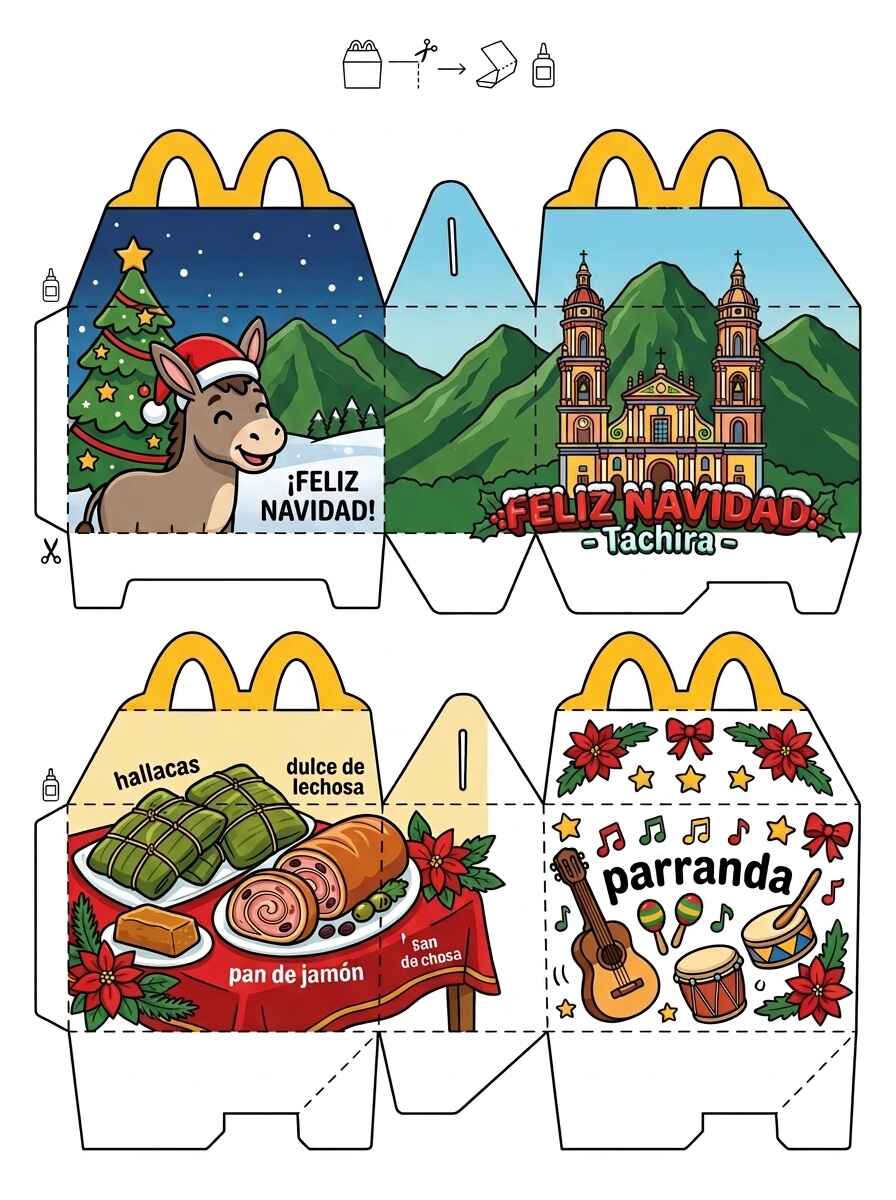 ¡FELIZ
NAVIDAD!
FELIZ NAVIDAD
- Táchira -
hallacas
dulce de
lechosa
pan de jamón
' san
de chosa
parranda